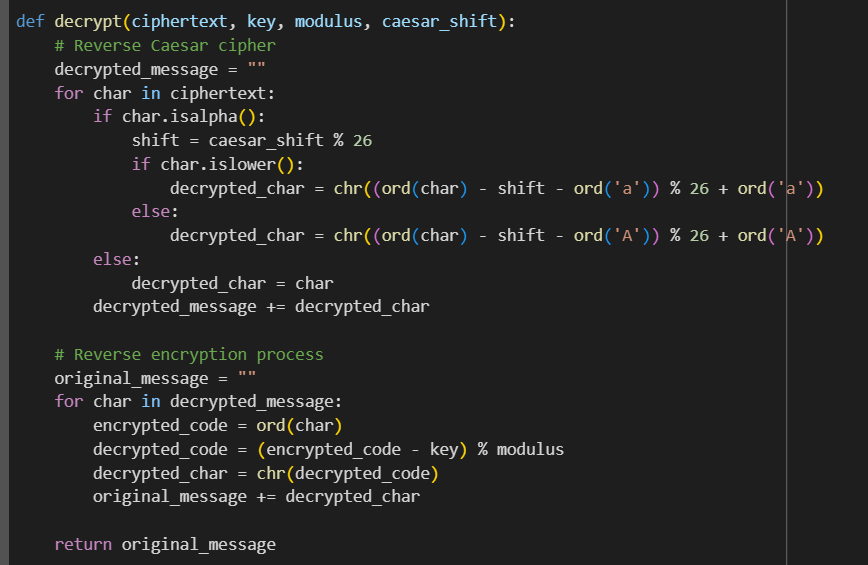 def decrypt(ciphertext, key, modulus, caesar_shift):
    # Reverse Caesar cipher
    decrypted_message = ""
    for char in ciphertext:
        if char.isalpha():
            shift = caesar_shift % 26
            if char.islower():
                decrypted_char = chr((ord(char) - shift - ord('a')) % 26 + ord('a'))
            else:
                decrypted_char = chr((ord(char) - shift - ord('A')) % 26 + ord('A'))
        else:
            decrypted_char = char
        decrypted_message += decrypted_char

    # Reverse encryption process
    original_message = ""
    for char in decrypted_message:
        encrypted_code = ord(char)
        decrypted_code = (encrypted_code - key) % modulus
        decrypted_char = chr(decrypted_code)
        original_message += decrypted_char

    return original_message